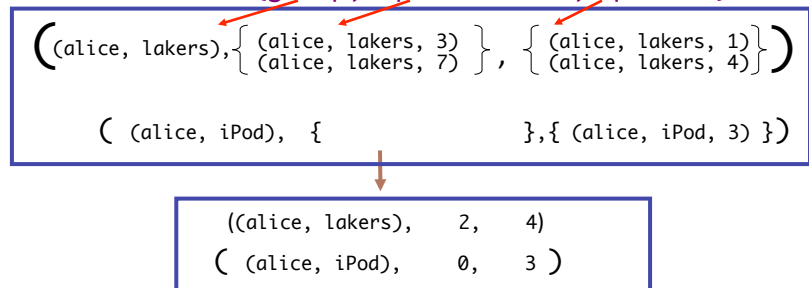 ((alice, lakers),{ (alice, lakers, 3) }, { (alice, lakers, 1) })
(alice, lakers, 7) (alice, lakers, 4)
( (alice, iPod), { },{ (alice, iPod, 3) })
((alice, lakers), 2, 4)
( (alice, iPod), 0, 3 )